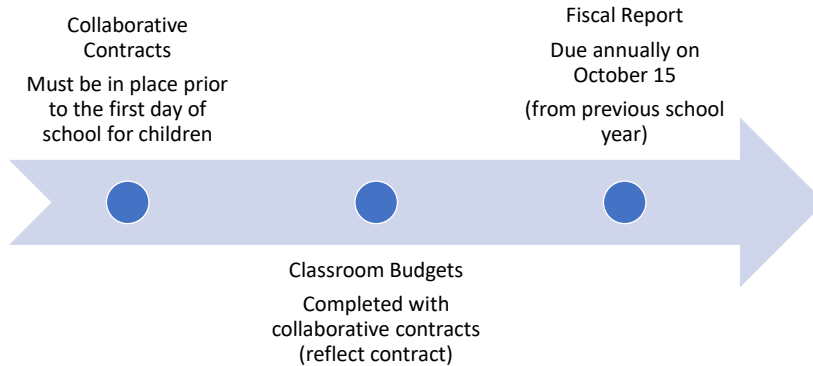 Collaborative
Contracts
Must be in place prior
to the first day of
school for children
Classroom Budgets
Completed with
collaborative contracts
(reflect contract)
Fiscal Report
Due annually on
October 15
(from previous school
year)